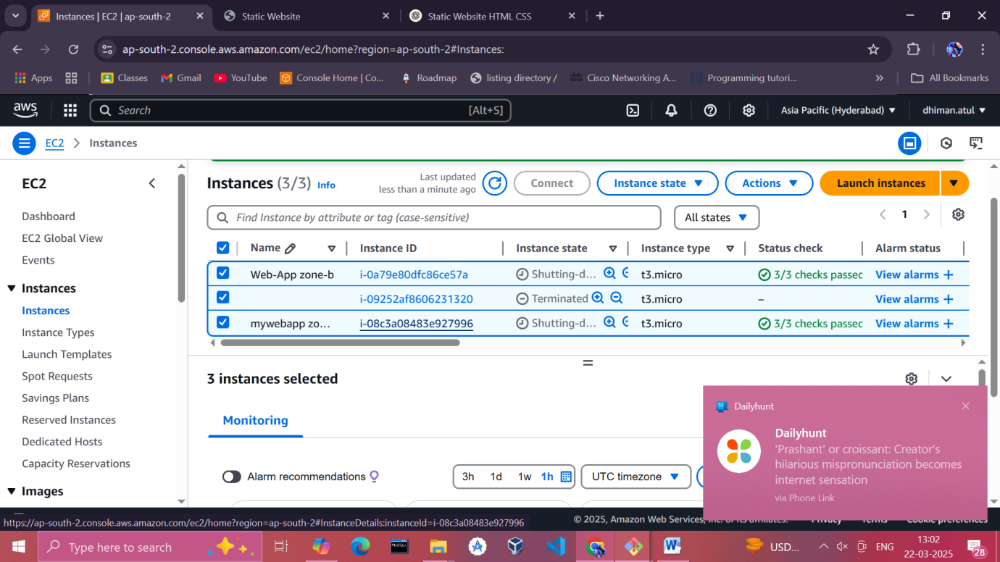 Instances | EC2 | ap-south-2
Static Website
Static Website HTML CSS
ap-south-2.console.aws.amazon.com/ec2/home?region=ap-south-2#Instances:
Apps
Classes
Gmail
YouTube
Console Home | Co...
Roadmap
listing directory /
Cisco Networking A...
Programming tutori...
All Bookmarks
aws
Search
[Alt+S]
Asia Pacific (Hyderabad)
dhiman.atul
EC2
Instances
EC2
Dashboard
EC2 Global View
Events
Instances
Instances
Instance Types
Launch Templates
Spot Requests
Savings Plans
Reserved Instances
Dedicated Hosts
Capacity Reservations
Images
Instances (3/3) Info
Last updated
less than a minute ago
Connect
Instance state
Actions
Launch instances
Find Instance by attribute or tag (case-sensitive)
All states
1
Name Instance ID Instance state Instance type Status check Alarm status
Web-App zone-b i-0a79e80dfc86ce57a Shutting-d... t3.micro 3/3 checks passec View alarms +
i-09252af8606231320 Terminated t3.micro – View alarms +
mywebapp zo... i-08c3a08483e927996 Shutting-d... t3.micro 3/3 checks passec View alarms +
3 instances selected
Monitoring
Alarm recommendations
3h 1d 1w 1h
UTC timezone
Dailyhunt
Dailyhunt
'Prashant' or croissant: Creator's
hilarious mispronunciation becomes
internet sensation
via Phone Link
https://ap-south-2.console.aws.amazon.com/ec2/home?region=ap-south-2#InstanceDetails:instanceId=i-08c3a08483e927996
© 2025, Amazon Web Services, Inc. or its affiliates.
Privacy Terms Cookie preferences
Type here to search
MySQL
USD...
ENG
13:02
22-03-2025
28